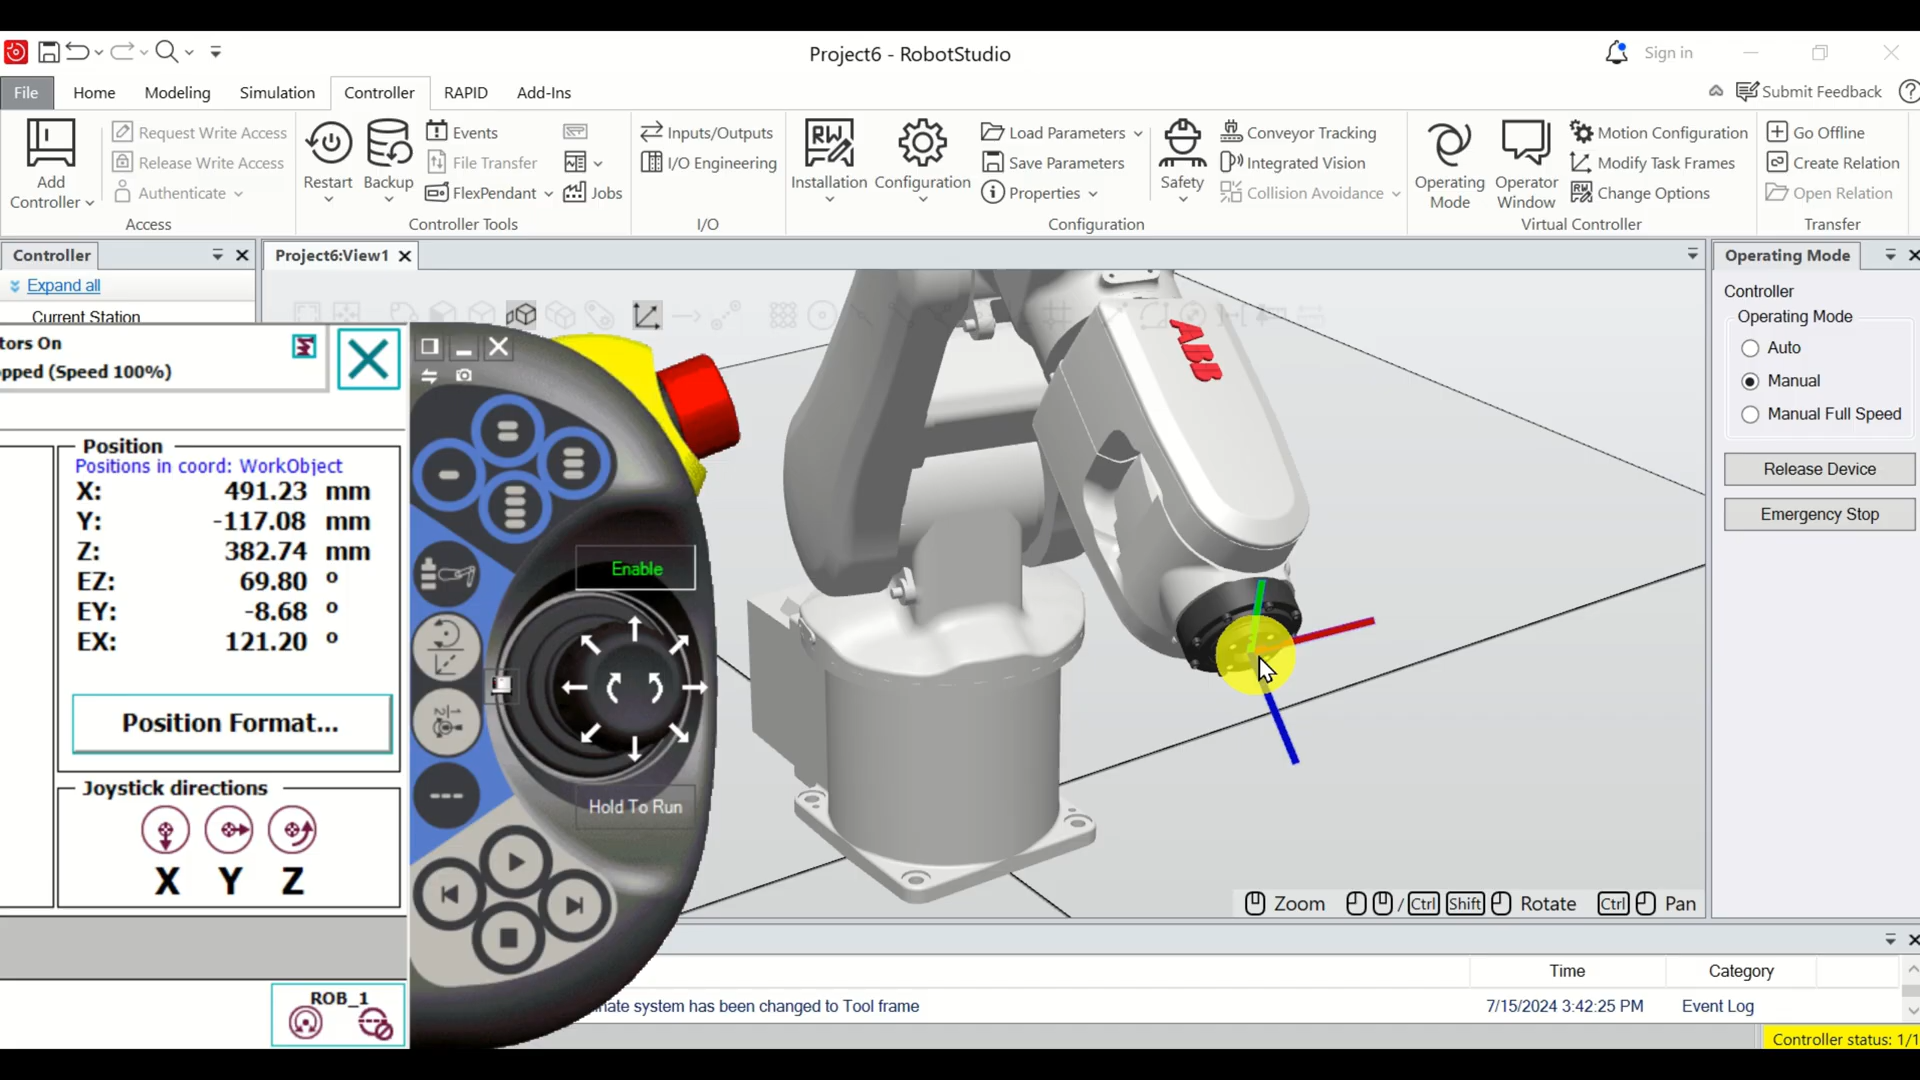 Project6 - RobotStudio
Sign in
File
Home
Modeling
Simulation
Controller
RAPID
Add-Ins
Submit Feedback
?
Add
Controller
Request Write Access
Release Write Access
Authenticate
Access
Restart
Backup
Events
File Transfer
FlexPendant
Jobs
Controller Tools
Inputs/Outputs
I/O Engineering
I/O
RW
Installation
Configuration
Load Parameters
Save Parameters
Properties
Safety
Conveyor Tracking
Integrated Vision
Collision Avoidance
Configuration
Operating
Mode
Operator
Window
Motion Configuration
Modify Task Frames
Change Options
Virtual Controller
Go Offline
Create Relation
Open Relation
Transfer
Controller
Expand all
Current Station
Project6:View1
Operating Mode
Controller
Operating Mode
Auto
Manual
Manual Full Speed
Release Device
Emergency Stop
tors On
pped (Speed 100%)
Position
Positions in coord: WorkObject
X: 491.23 mm
Y: -117.08 mm
Z: 382.74 mm
EZ: 69.80 °
EY: -8.68 °
EX: 121.20 °
Position Format...
Joystick directions
X Y Z
ROB_1
Enable
Hold To Run
ABB
Zoom
/ Ctrl Shift Rotate
Ctrl Pan
Time
Category
nate system has been changed to Tool frame
7/15/2024 3:42:25 PM
Event Log
Controller status: 1/1